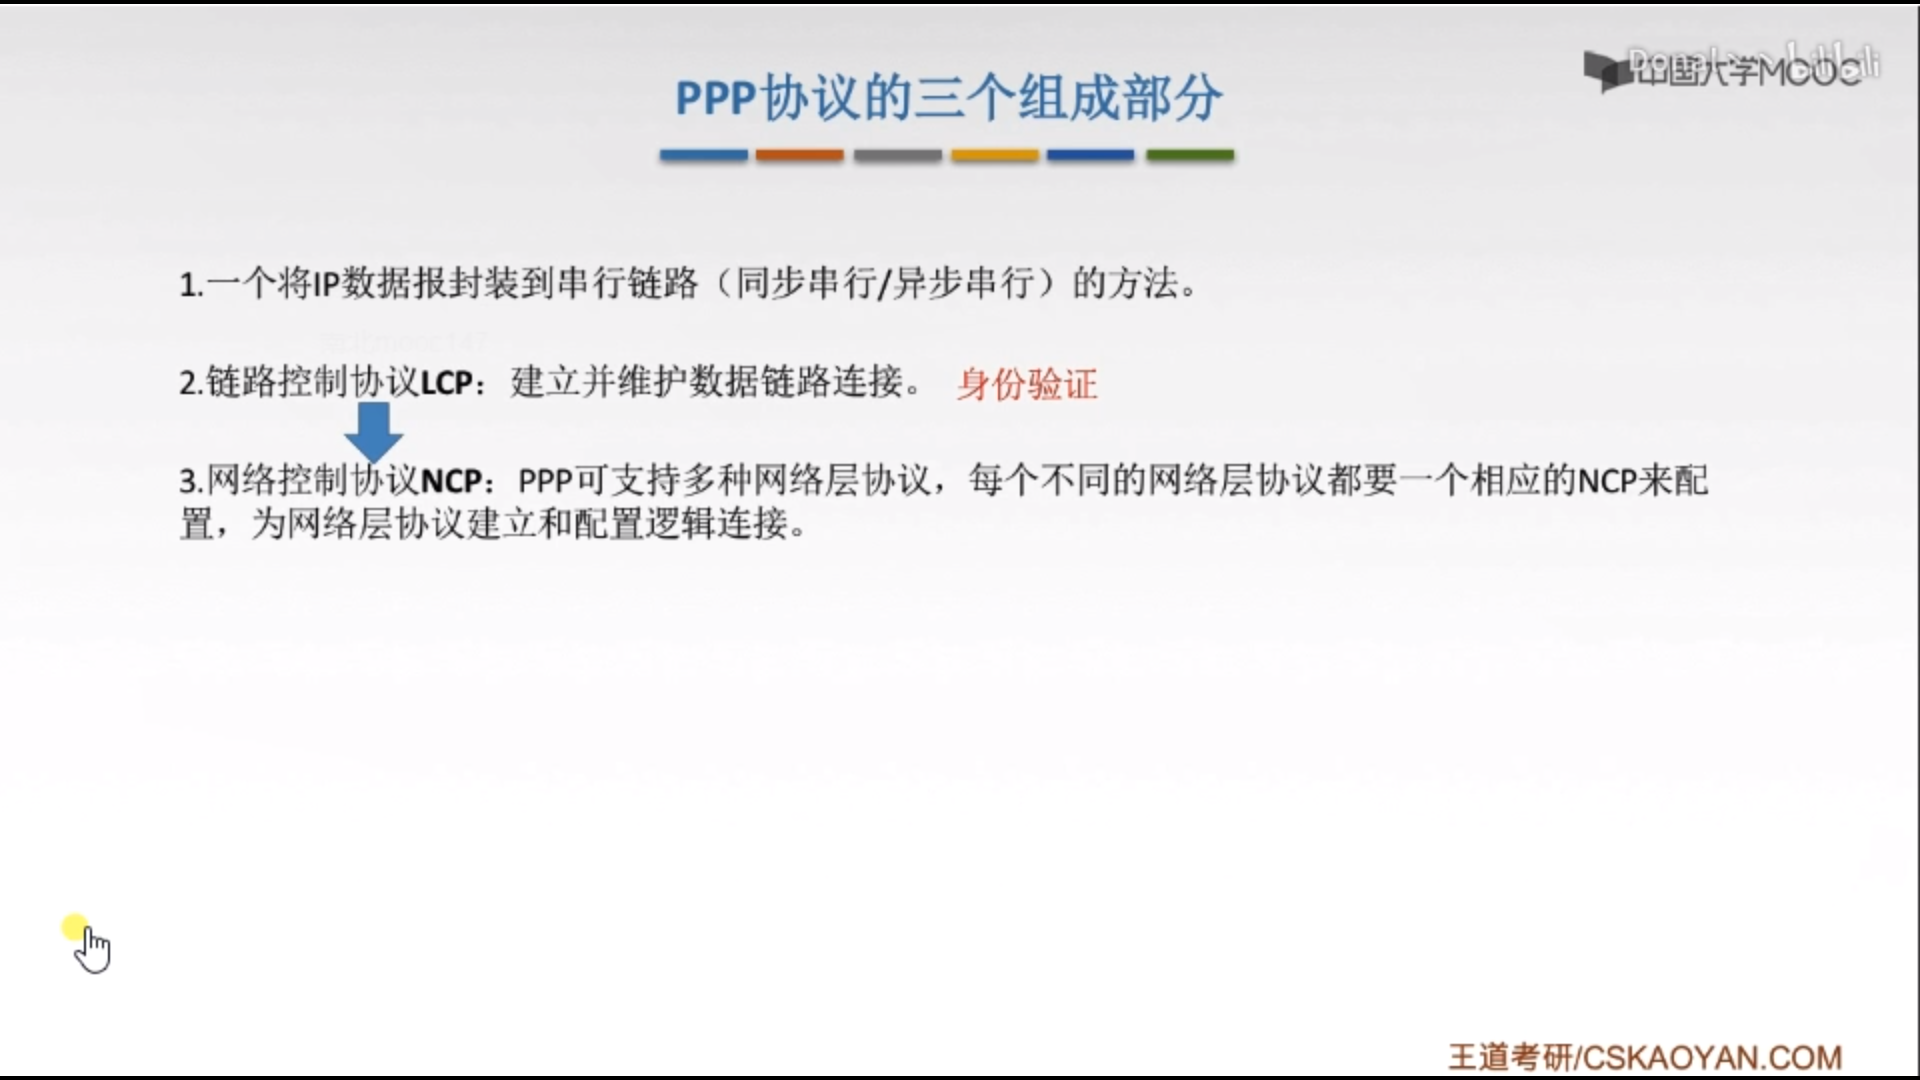 PPP协议的三个组成部分
中国大学MOOC
1.一个将IP数据报封装到串行链路（同步串行/异步串行）的方法。
2.链路控制协议LCP：建立并维护数据链路连接。 身份验证
3.网络控制协议NCP：PPP可支持多种网络层协议，每个不同的网络层协议都要一个相应的NCP来配
置，为网络层协议建立和配置逻辑连接。
王道考研/CSKAOYAN.COM